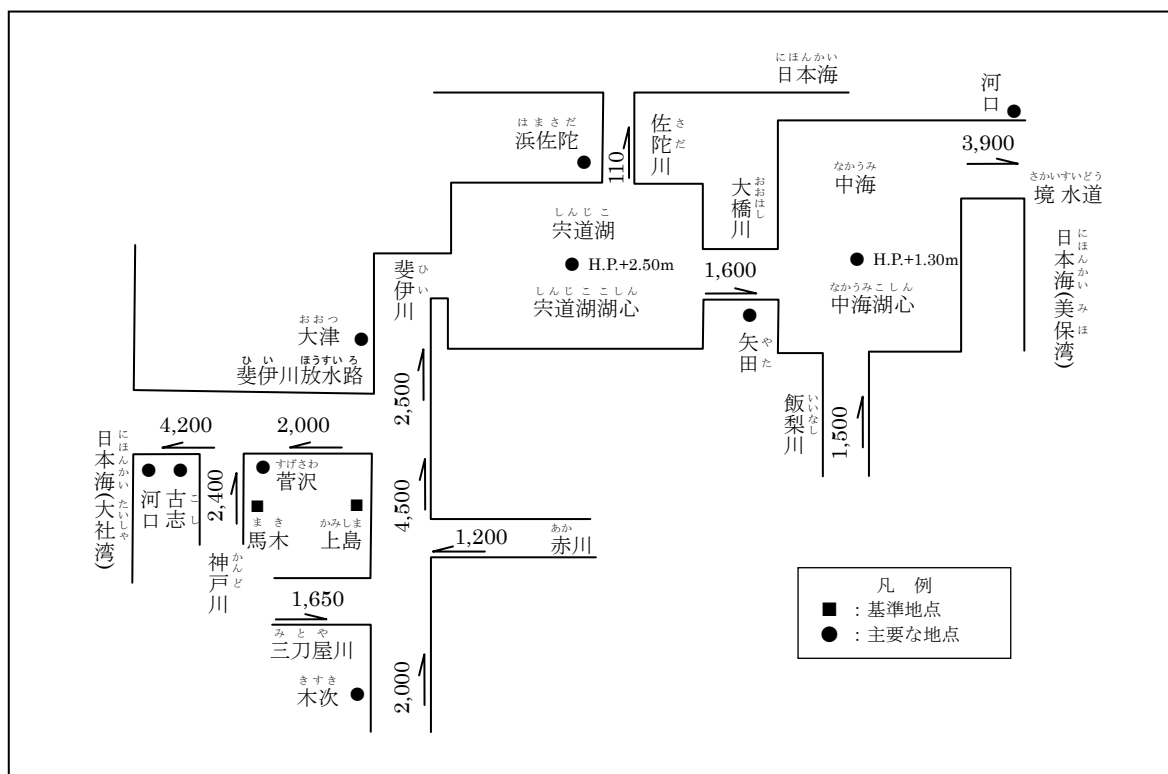 にほんかい
日本海
河口
はまさだ
浜佐陀
110
さだ
佐陀川
おおはし
大橋川
なかうみ
中海
3,900
さかいすいどう
境水道
しんじこ
宍道湖
H.P.+2.50m
しんじここしん
宍道湖湖心
1,600
H.P.+1.30m
なかうみこしん
中海湖心
にほんかい みほ
日本海(美保湾)
ひい
斐伊川
おおつ
大津
ひい ほうすいろ
斐伊川放水路
2,500
やた
矢田
いいなし
飯梨川
1,500
4,200
2,000
にほんかい たいしゃ
日本海(大社湾)
河口
こし
古志
2,400
すげさわ
菅沢
まき
馬木
かみしま
上島
4,500
かんど
神戸川
1,200
あか
赤川
1,650
みとや
三刀屋川
きすき
木次
2,000
凡 例
■ : 基準地点
● : 主要な地点